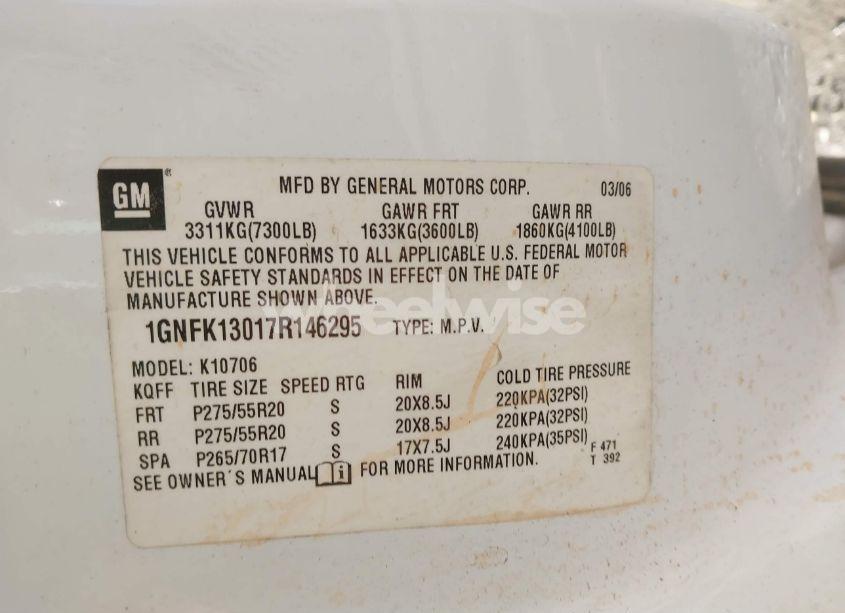 GM ®
MFD BY GENERAL MOTORS CORP. 03/06
GVWR GAWR FRT GAWR RR
3311KG(7300LB) 1633KG(3600LB) 1860KG(4100LB)
THIS VEHICLE CONFORMS TO ALL APPLICABLE U.S. FEDERAL MOTOR
VEHICLE SAFETY STANDARDS IN EFFECT ON THE DATE OF
MANUFACTURE SHOWN ABOVE.
wheelwise
1GNFK13017R146295 TYPE: M.P.V.
MODEL: K10706
KQFF TIRE SIZE SPEED RTG RIM COLD TIRE PRESSURE
FRT P275/55R20 S 20X8.5J 220KPA(32PSI)
RR P275/55R20 S 20X8.5J 220KPA(32PSI)
SPA P265/70R17 S 17X7.5J 240KPA(35PSI)
SEE OWNER'S MANUAL i FOR MORE INFORMATION.
F 471
T 392